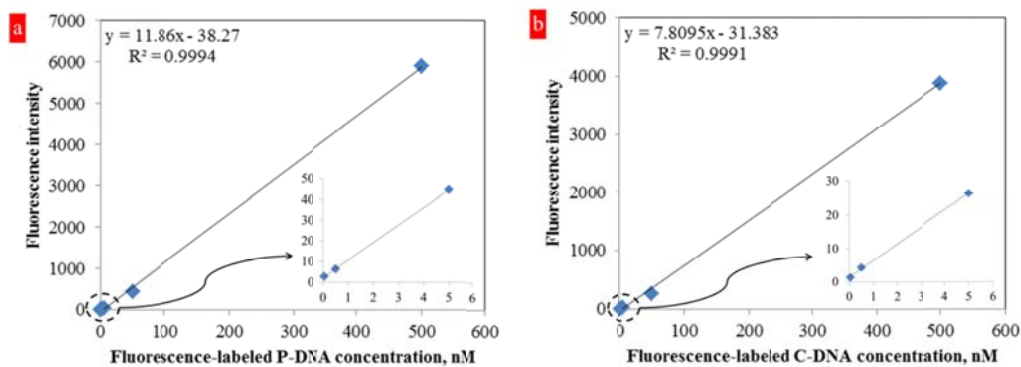 a
y = 11.86x - 38.27
R² = 0.9994
Fluorescence intensity
7000
6000
5000
4000
3000
2000
1000
0
0 100 200 300 400 500 600
50
40
30
20
10
0
0 1 2 3 4 5 6
Fluorescence-labeled P-DNA concentration, nM
b
y = 7.8095x - 31.383
R² = 0.9991
Fluorescence intensity
5000
4000
3000
2000
1000
0
0 100 200 300 400 500 600
30
20
10
0
0 1 2 3 4 5 6
Fluorescence-labeled C-DNA concentration, nM